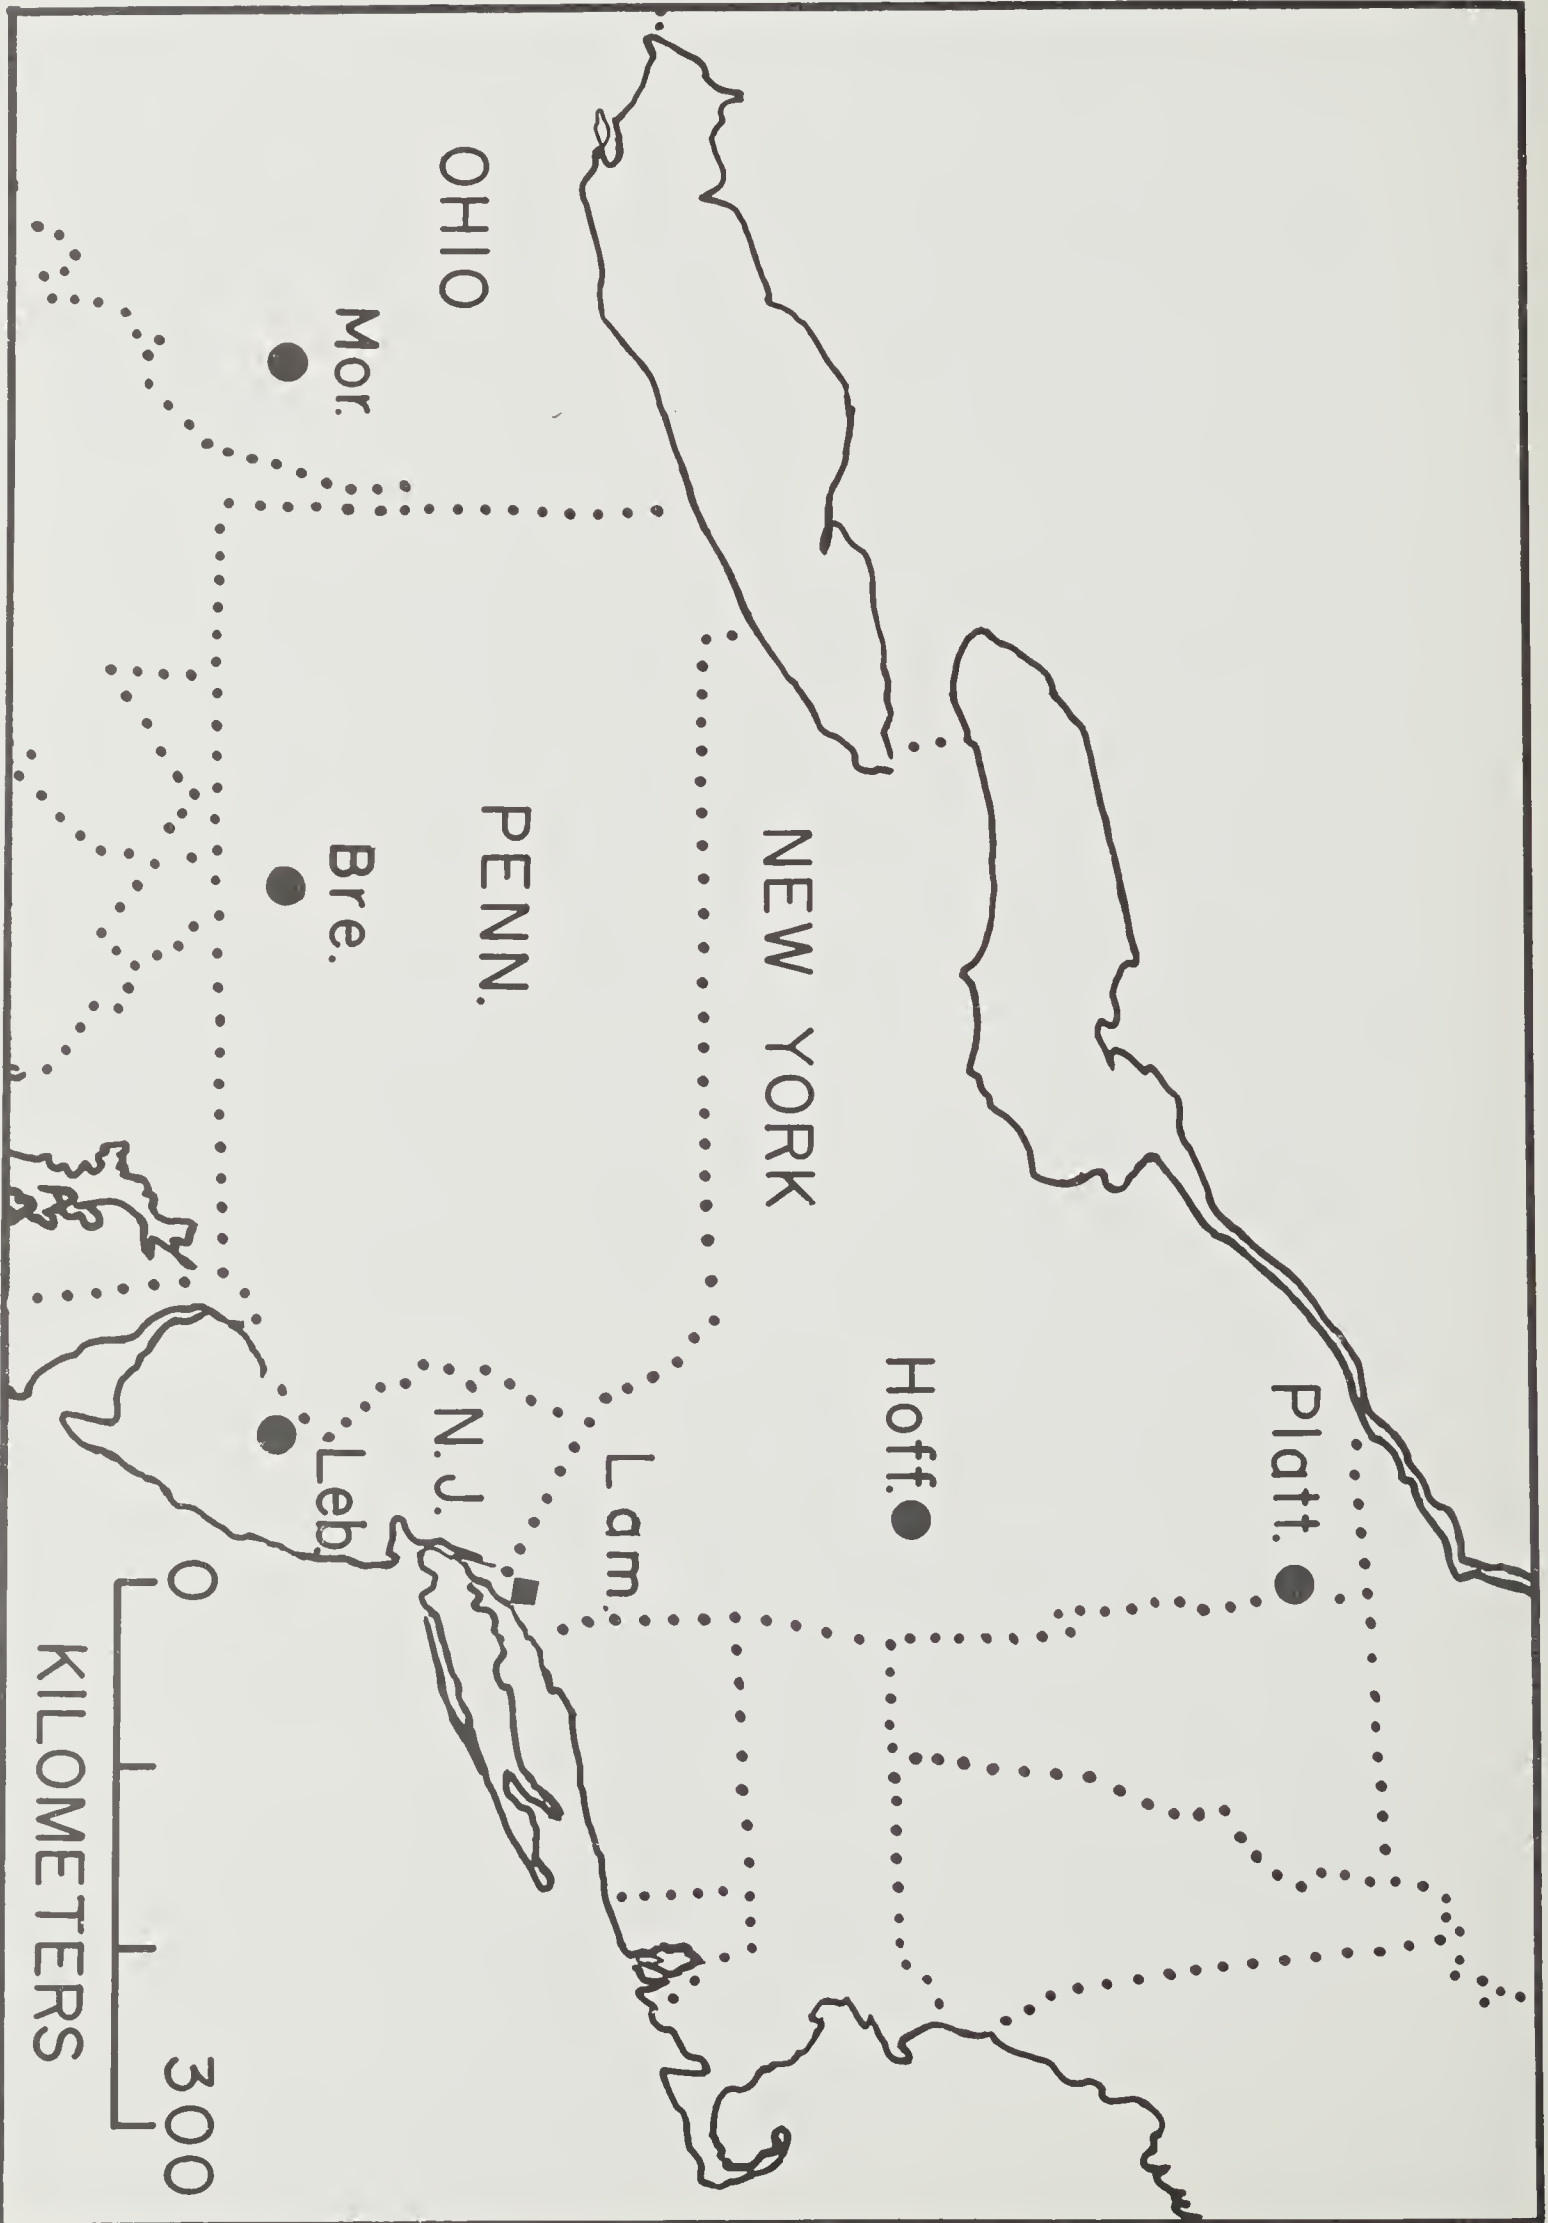 Platt.
Hoff.
NEW YORK
Lam.
PENN.
N.J.
OHIO
Mor.
Bre.
Leb.
0 300
KILOMETERS